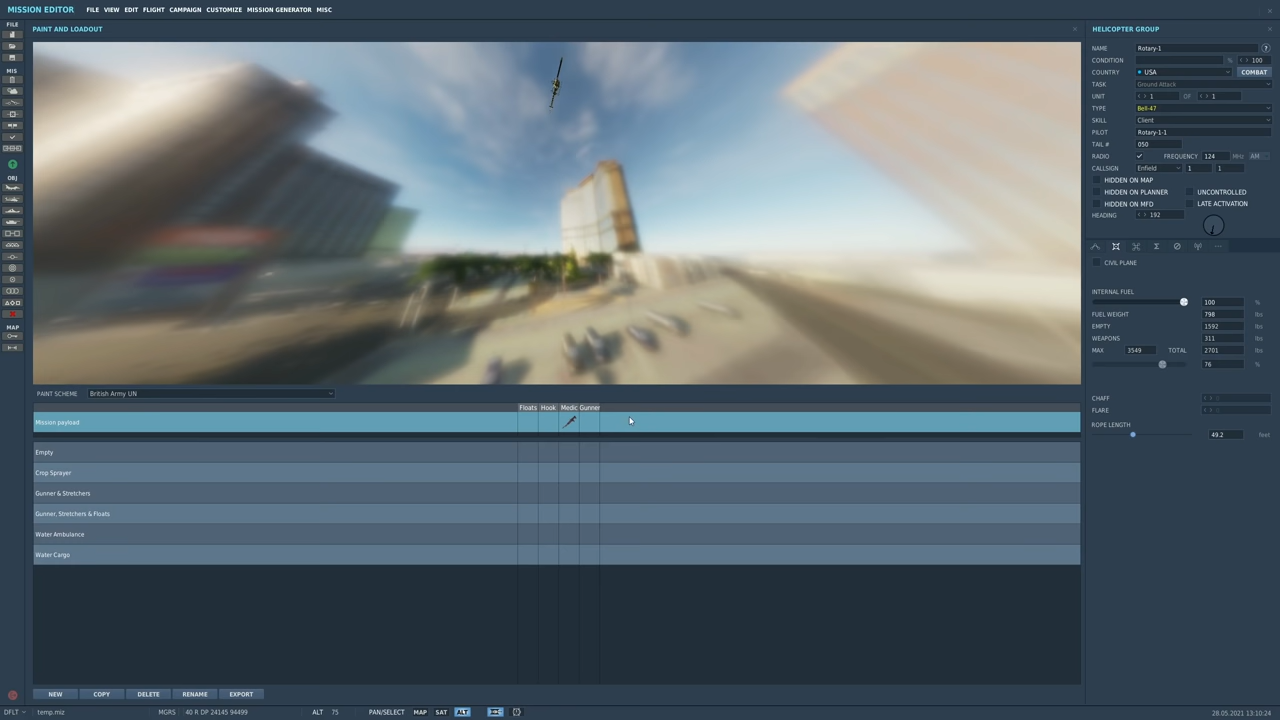 MISSION EDITOR FILE VIEW EDIT FLIGHT CAMPAIGN CUSTOMIZE MISSION GENERATOR MISC
FILE
MIS
OBJ
MAP
PAINT AND LOADOUT
PAINT SCHEME British Army UN
Floats Hook Medic Gunner
Mission payload
Empty
Crop Sprayer
Gunner & Stretchers
Gunner, Stretchers & Floats
Water Ambulance
Water Cargo
NEW COPY DELETE RENAME EXPORT
HELICOPTER GROUP
NAME Rotary-1 ?
CONDITION % < > 100
COUNTRY USA COMBAT
TASK Ground Attack
UNIT < > 1 OF < > 1
TYPE Bell-47
SKILL Client
PILOT Rotary-1-1
TAIL # 050
RADIO FREQUENCY 124 MHz AM
CALLSIGN Enfield 1 1
HIDDEN ON MAP
HIDDEN ON PLANNER UNCONTROLLED
HIDDEN ON MFD LATE ACTIVATION
HEADING < > 192
CIVIL PLANE
INTERNAL FUEL
100 %
FUEL WEIGHT 798 lbs
EMPTY 1592 lbs
WEAPONS 311 lbs
MAX 3549 TOTAL 2701 lbs
76 %
CHAFF
FLARE
ROPE LENGTH
49.2 feet
DFLT temp.miz MGRS 40 R DP 24145 94499 ALT 75 PAN/SELECT MAP SAT ALT 28.05.2021 13:10:24